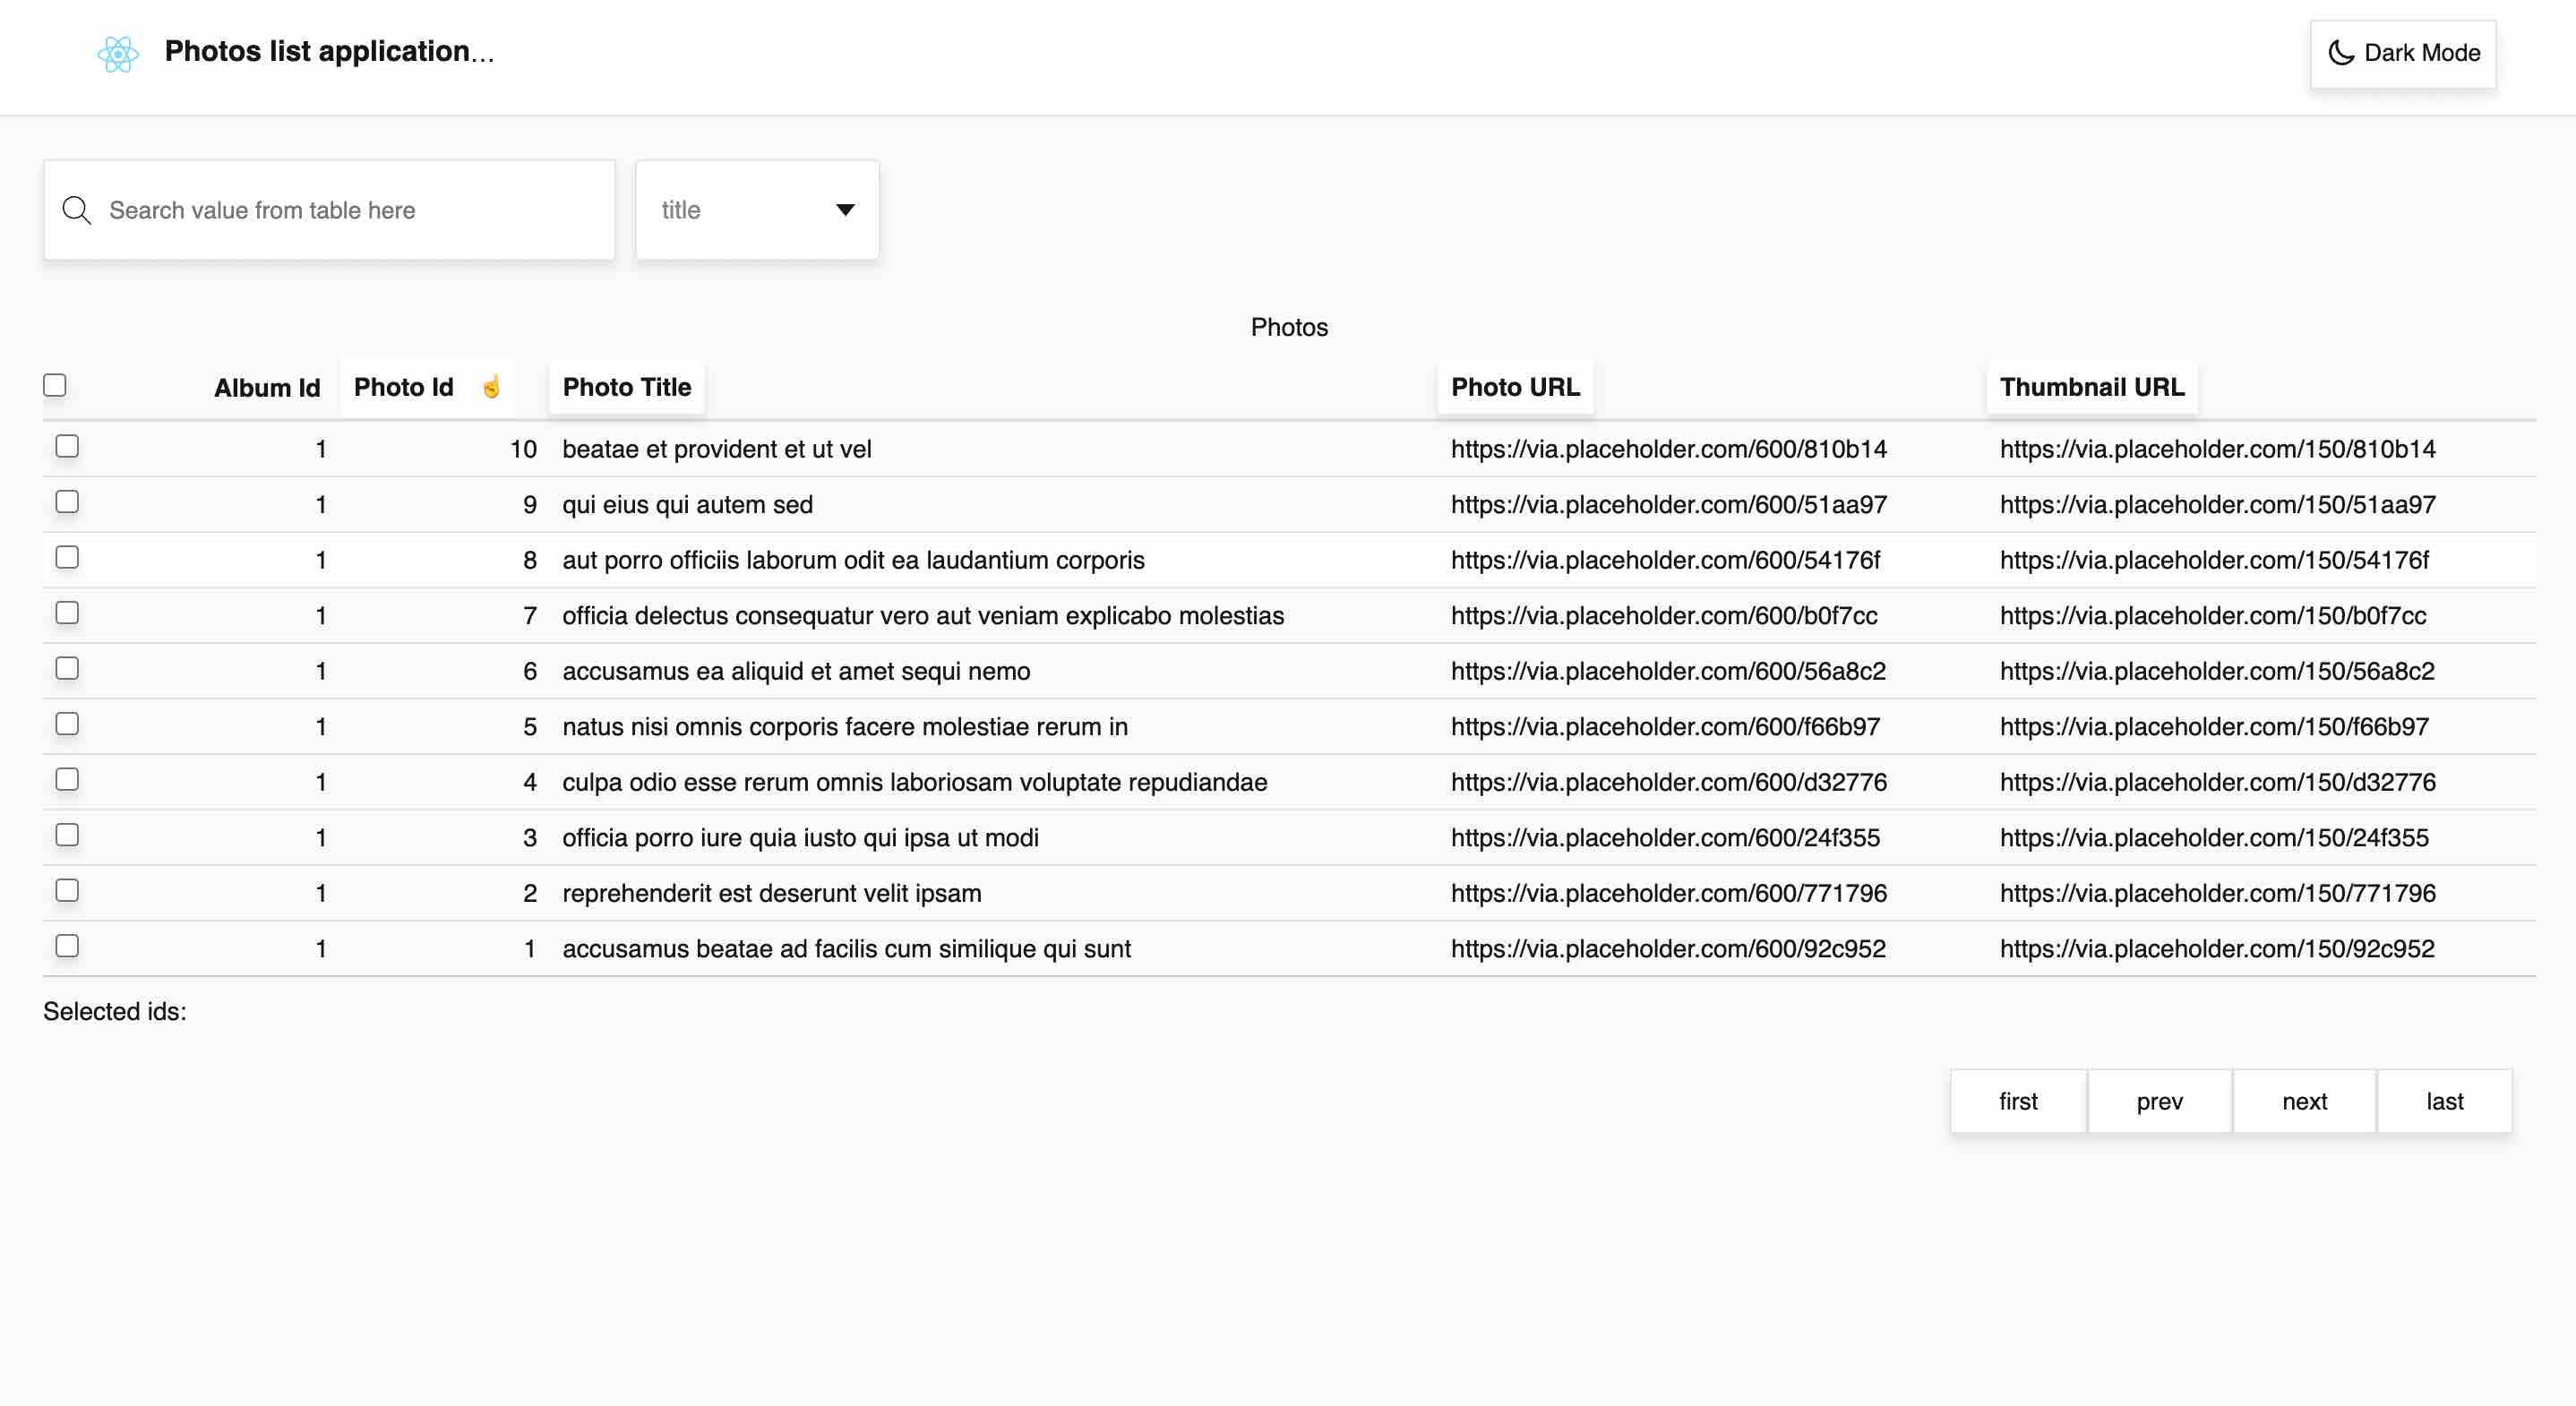 Photos list application...
Dark Mode
Search value from table here
title
Photos
Album Id Photo Id ☝️ Photo Title Photo URL Thumbnail URL
1 10 beatae et provident et ut vel https://via.placeholder.com/600/810b14 https://via.placeholder.com/150/810b14
1 9 qui eius qui autem sed https://via.placeholder.com/600/51aa97 https://via.placeholder.com/150/51aa97
1 8 aut porro officiis laborum odit ea laudantium corporis https://via.placeholder.com/600/54176f https://via.placeholder.com/150/54176f
1 7 officia delectus consequatur vero aut veniam explicabo molestias https://via.placeholder.com/600/b0f7cc https://via.placeholder.com/150/b0f7cc
1 6 accusamus ea aliquid et amet sequi nemo https://via.placeholder.com/600/56a8c2 https://via.placeholder.com/150/56a8c2
1 5 natus nisi omnis corporis facere molestiae rerum in https://via.placeholder.com/600/f66b97 https://via.placeholder.com/150/f66b97
1 4 culpa odio esse rerum omnis laboriosam voluptate repudiandae https://via.placeholder.com/600/d32776 https://via.placeholder.com/150/d32776
1 3 officia porro iure quia iusto qui ipsa ut modi https://via.placeholder.com/600/24f355 https://via.placeholder.com/150/24f355
1 2 reprehenderit est deserunt velit ipsam https://via.placeholder.com/600/771796 https://via.placeholder.com/150/771796
1 1 accusamus beatae ad facilis cum similique qui sunt https://via.placeholder.com/600/92c952 https://via.placeholder.com/150/92c952
Selected ids:
first prev next last